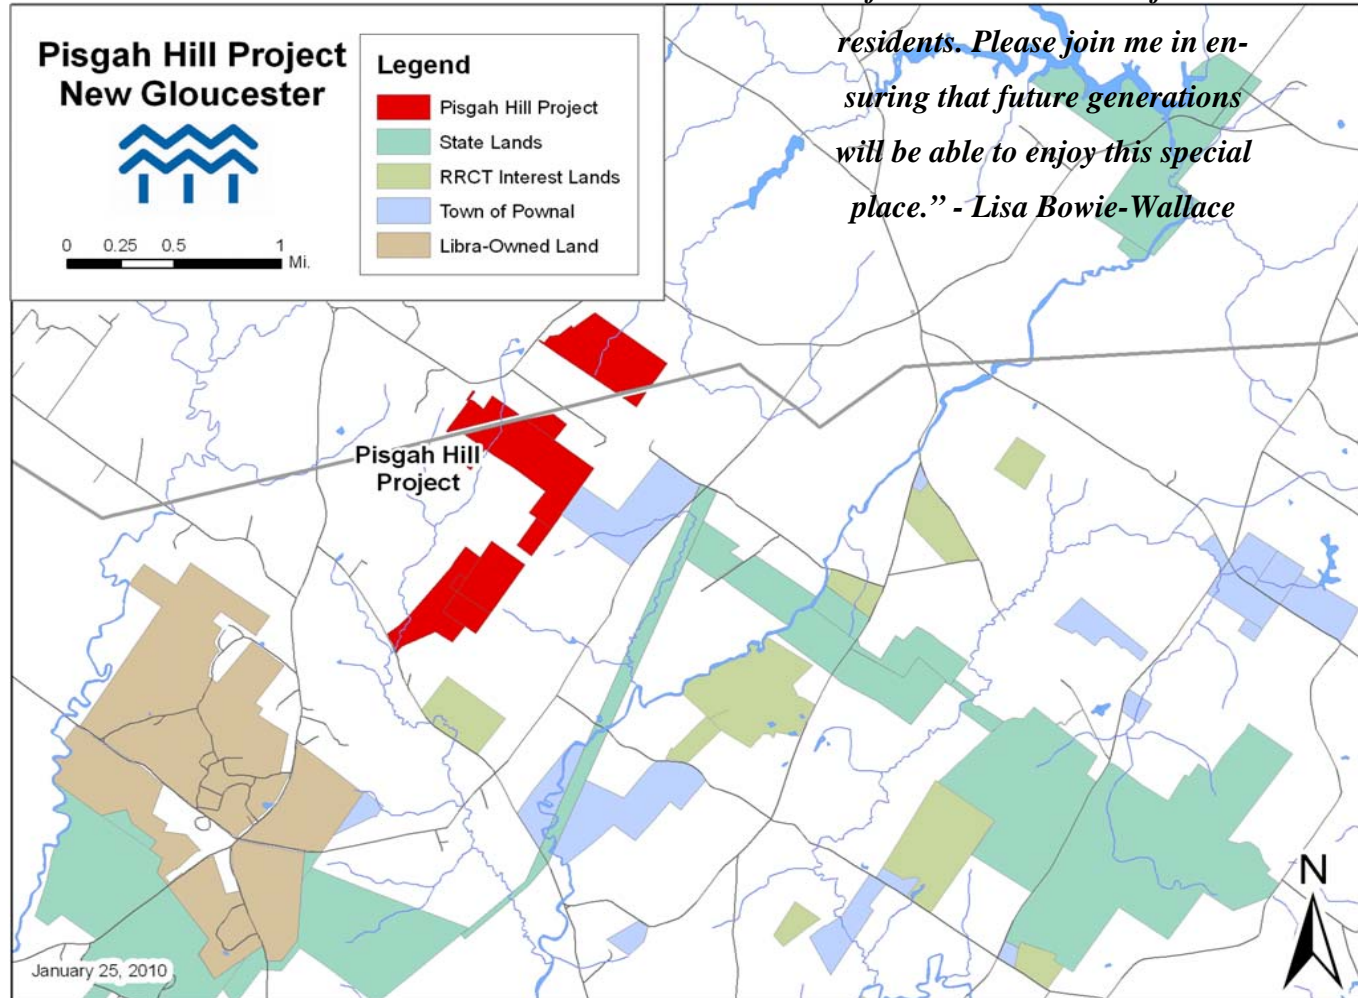 Pisgah Hill Project
New Gloucester
0 0.25 0.5 1
Mi.
Legend
Pisgah Hill Project
State Lands
RRCT Interest Lands
Town of Pownal
Libra-Owned Land
residents. Please join me in en-
suring that future generations
will be able to enjoy this special
place.” - Lisa Bowie-Wallace
Pisgah Hill
Project
N
January 25, 2010